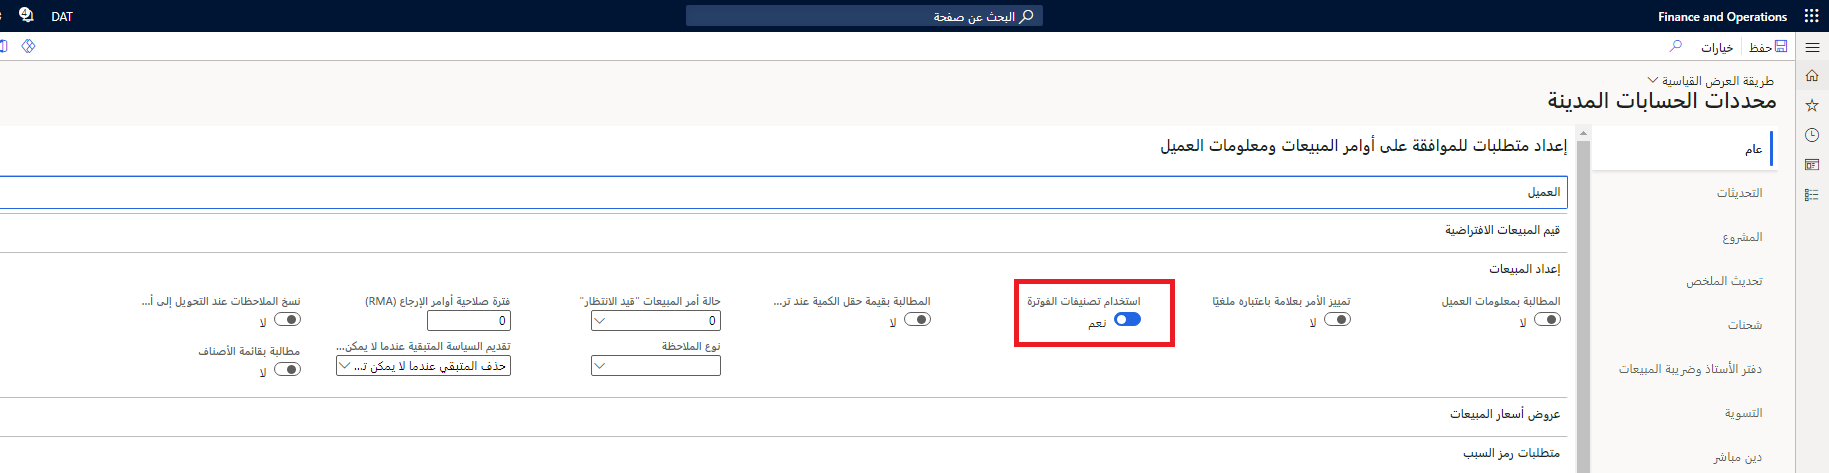 Finance and Operations
البحث عن صفحة
DAT
4
حفظ
خيارات
طريقة العرض القياسية
محددات الحسابات المدينة
عام
التحديثات
المشروع
تحديث الملخص
شحنات
دفتر الأستاذ وضريبة المبيعات
التسوية
دين مباشر
إعداد متطلبات للموافقة على أوامر المبيعات ومعلومات العميل
العميل
قيم المبيعات الافتراضية
إعداد المبيعات
المطالبة بمعلومات العميل
لا
تمييز الأمر بعلامة باعتباره ملغيًا
لا
استخدام تصنيفات الفوترة
نعم
المطالبة بقيمة حقل الكمية عند تر...
لا
حالة أمر المبيعات "قيد الانتظار"
0
نوع الملاحظة
فترة صلاحية أوامر الإرجاع (RMA)
0
تقديم السياسة المتبقية عندما لا يمكن...
حذف المتبقي عندما لا يمكن ت...
نسخ الملاحظات عند التحويل إلى أ...
لا
مطالبة بقائمة الأصناف
لا
عروض أسعار المبيعات
متطلبات رمز السبب